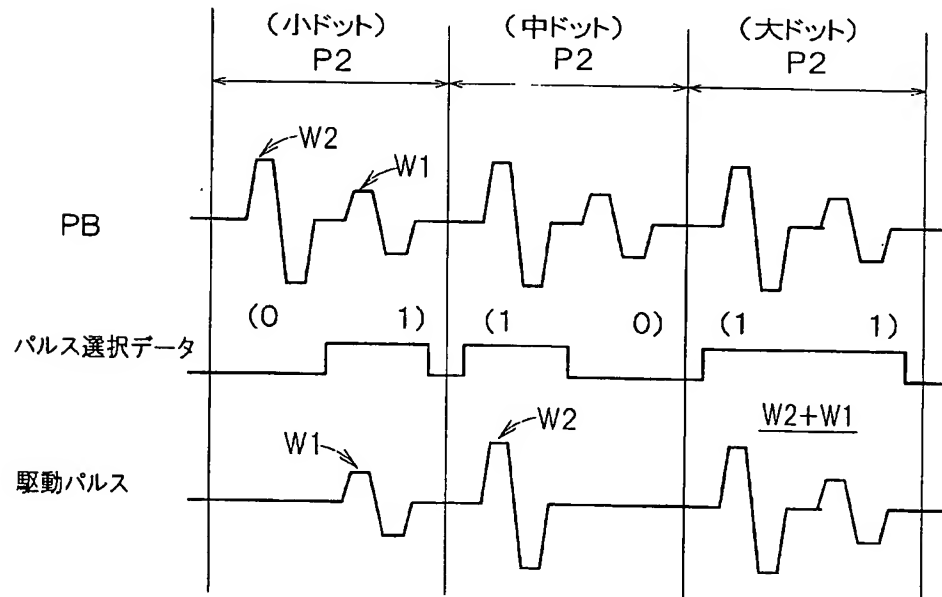 (小ドット) (中ドット) (大ドット)
P2 P2 P2
W2
W1
PB
(0 1) (1 0) (1 1)
パルス選択データ
W2+W1
W1 W2
駆動パルス